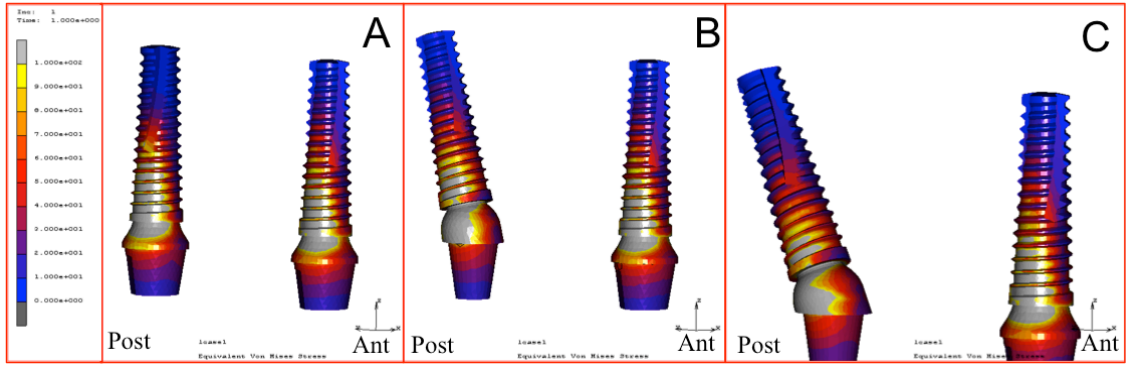 Inc: 1
Time: 1.000e+000
1.000e+002
9.000e+001
8.000e+001
7.000e+001
6.000e+001
5.000e+001
4.000e+001
3.000e+001
2.000e+001
1.000e+001
0.000e+000
A
Post
lcase1
Equivalent Von Mises Stress
Ant
B
Post
lcase1
Equivalent Von Mises Stress
Ant
C
Post
lcase1
Equivalent Von Mises Stress
Ant